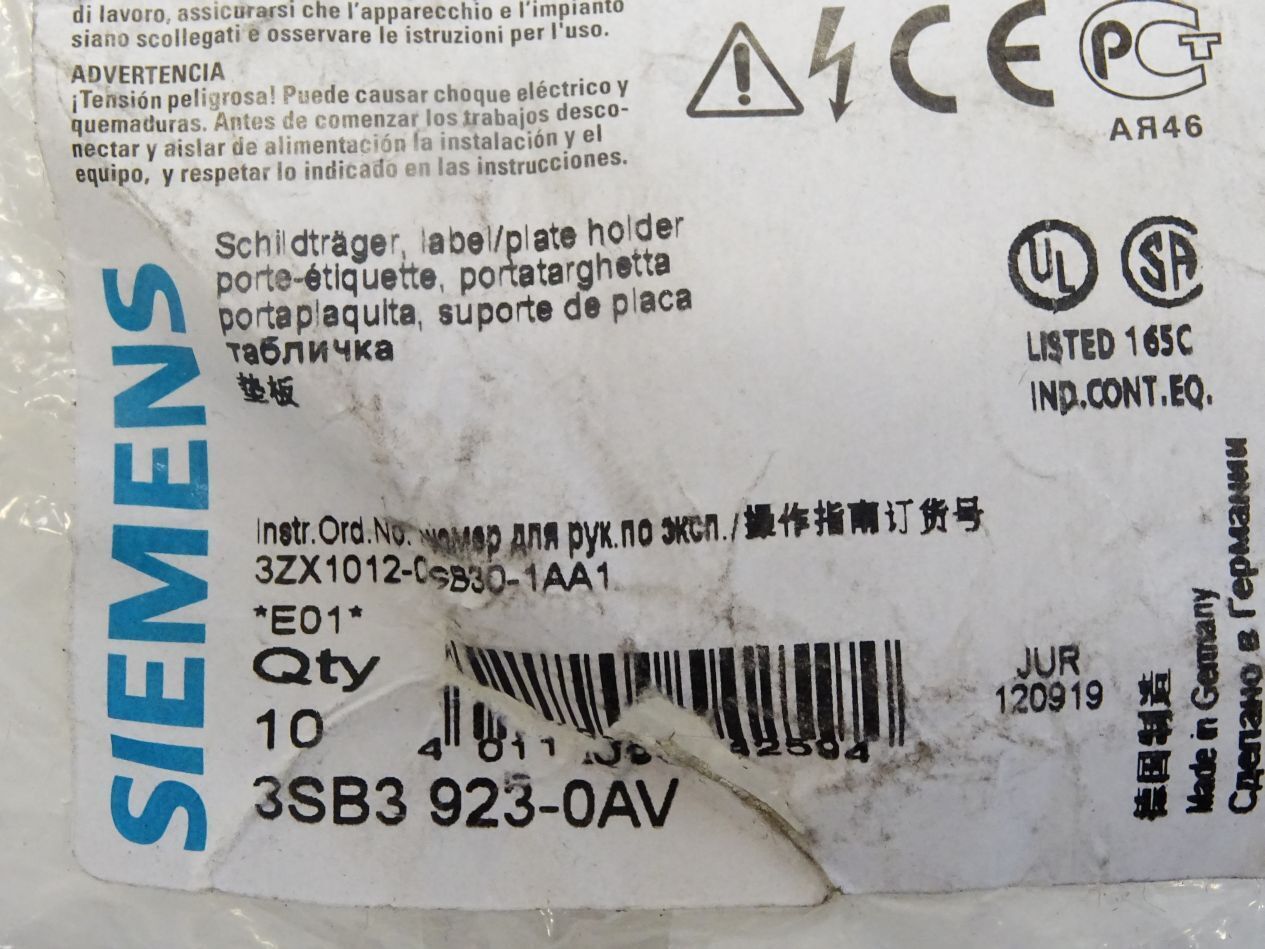 di lavoro, assicurarsi che l'apparecchio e l'impianto
siano scollegati e osservare le istruzioni per l'uso.
ADVERTENCIA
¡Tensión peligrosa! Puede causar choque eléctrico y
quemaduras. Antes de comenzar los trabajos desco-
nectar y aislar de alimentación la instalación y el
equipo, y respetar lo indicado en las instrucciones.
CE
РСТ
АЯ46
SIEMENS
Schildträger, label/plate holder
porte-étiquette, portatarghetta
portaplaquita, suporte de placa
табличка
垫板
UL SA
LISTED 165C
IND.CONT.EQ.
Instr.Ord.No. номер для рук.по эксп./操作指南订货号
3ZX1012-0SB30-1AA1
*E01*
Qty
10
JUR
120919
3SB3 923-0AV
德国制造
Made in Germany
Сделано в Германии